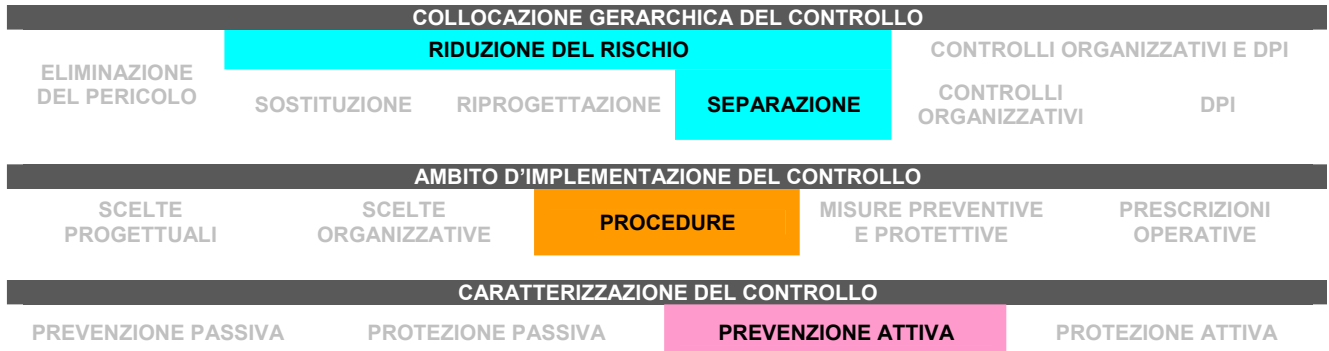 COLLOCAZIONE GERARCHICA DEL CONTROLLO
ELIMINAZIONE
DEL PERICOLO
RIDUZIONE DEL RISCHIO
CONTROLLI ORGANIZZATIVI E DPI
SOSTITUZIONE
RIPROGETTAZIONE
SEPARAZIONE
CONTROLLI
ORGANIZZATIVI
DPI
AMBITO D’IMPLEMENTAZIONE DEL CONTROLLO
SCELTE
PROGETTUALI
SCELTE
ORGANIZZATIVE
PROCEDURE
MISURE PREVENTIVE
E PROTETTIVE
PRESCRIZIONI
OPERATIVE
CARATTERIZZAZIONE DEL CONTROLLO
PREVENZIONE PASSIVA
PROTEZIONE PASSIVA
PREVENZIONE ATTIVA
PROTEZIONE ATTIVA